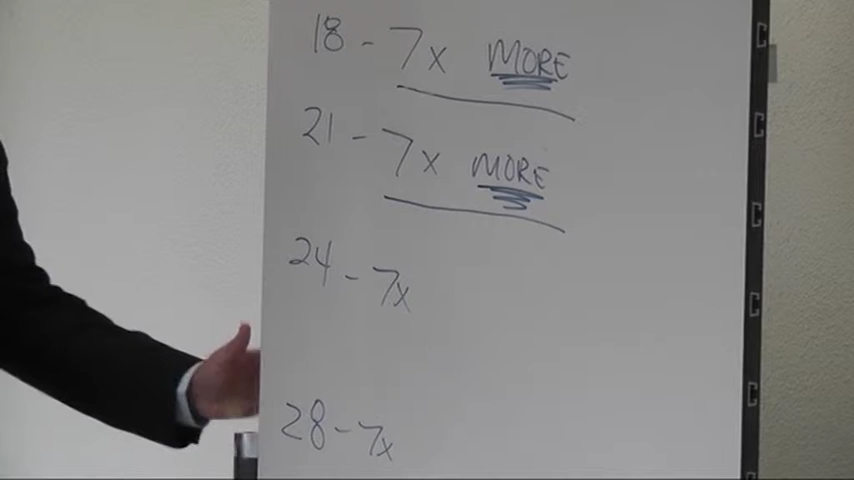 18 - 7x MORE
21 - 7x MORE
24 - 7x
28 - 7x